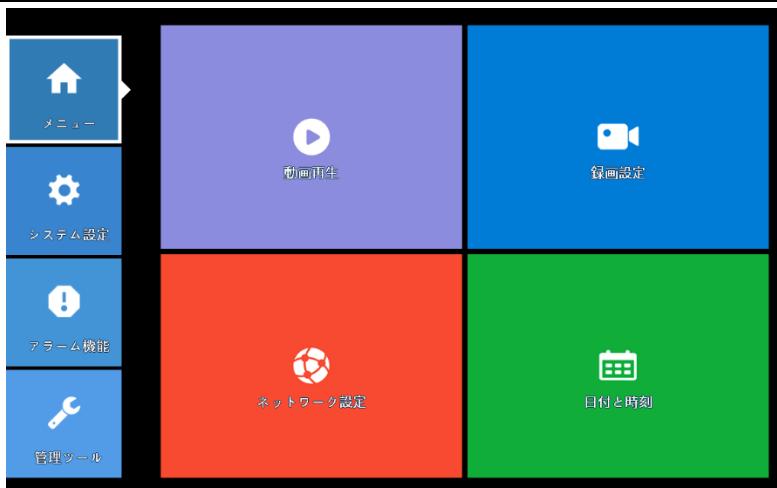 メニュー
システム設定
アラーム機能
管理ツール
動画再生
録画設定
ネットワーク設定
日付と時刻